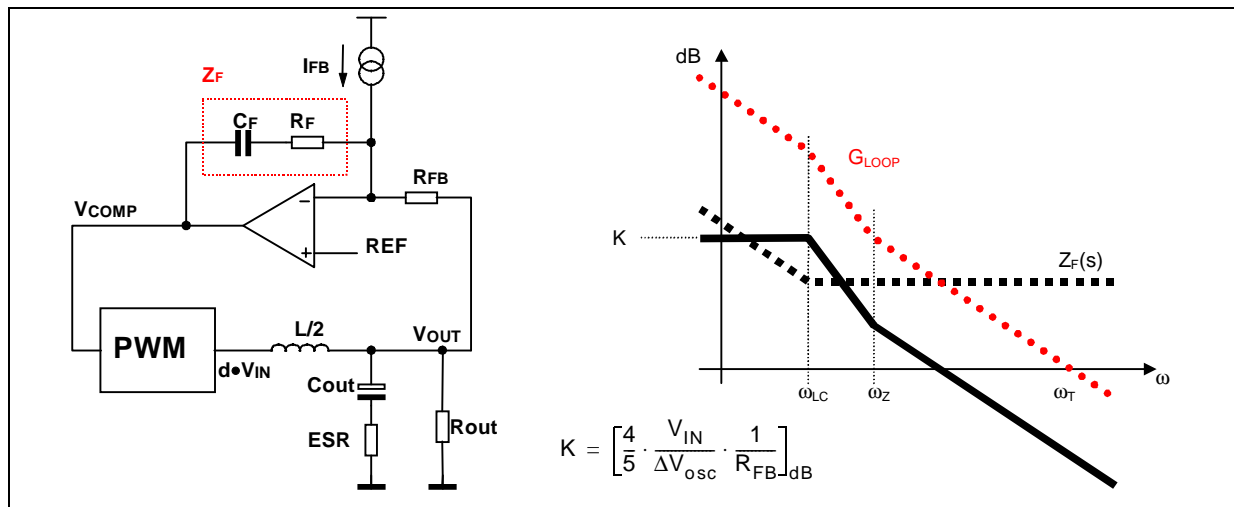 IFB
ZF
CF
RF
RFB
VCOMP
REF
−
+
PWM
d•VIN
L/2
VOUT
Cout
ESR
Rout
dB
GLOOP
K
ZF(s)
ωLC
ωZ
ωT
ω
K = [4/5 · VIN/ΔVosc · 1/RFB]dB